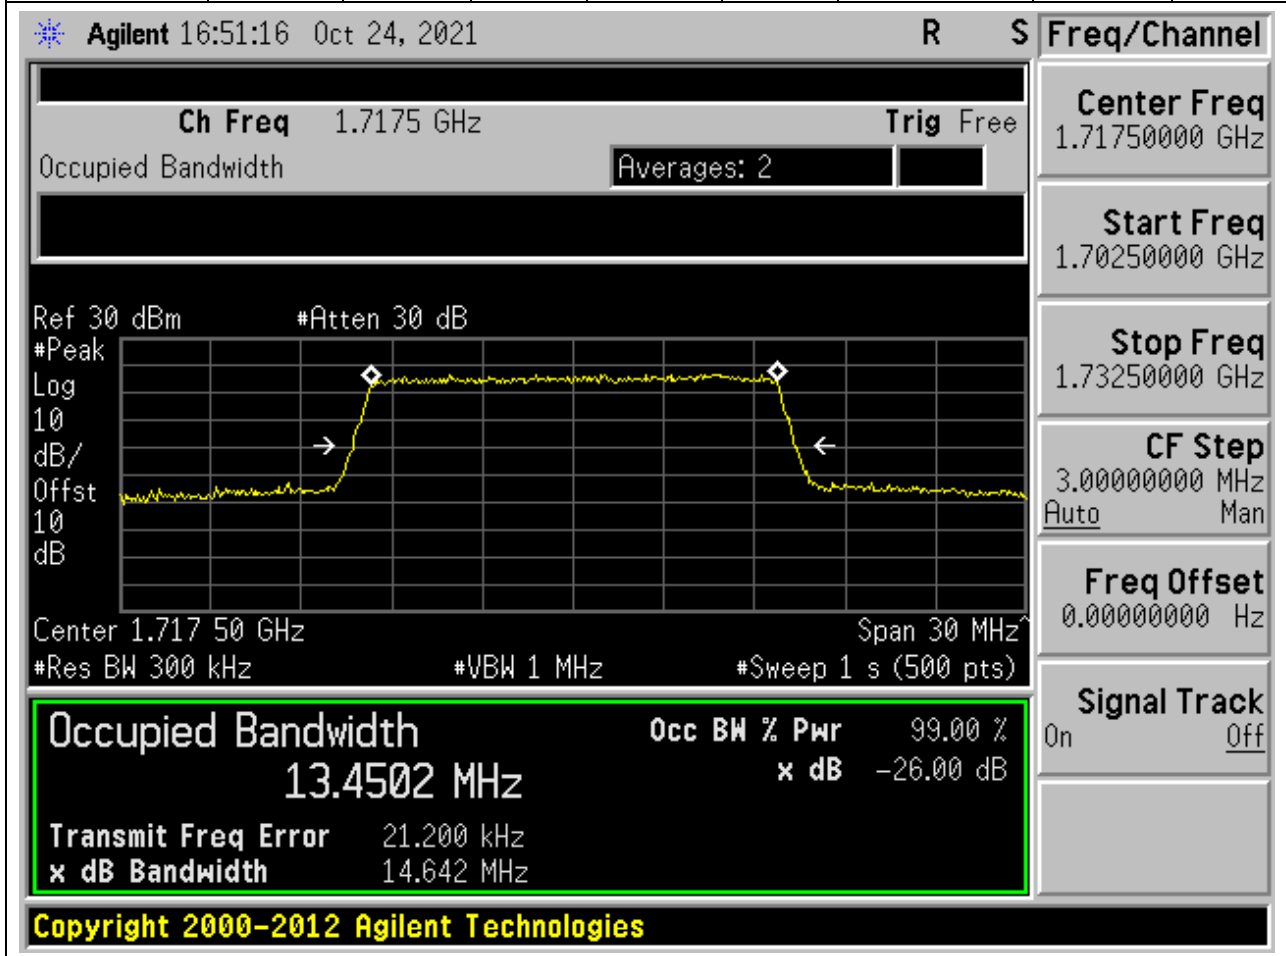 Agilent 16:51:16 Oct 24, 2021 R S
Ch Freq 1.7175 GHz Trig Free
Occupied Bandwidth Averages: 2
Ref 30 dBm #Atten 30 dB
#Peak
Log
10
dB/
Offst
10
dB
Center 1.717 50 GHz Span 30 MHz^
#Res BW 300 kHz #VBW 1 MHz #Sweep 1 s (500 pts)
Occupied Bandwidth Occ BW % Pwr 99.00 %
13.4502 MHz x dB -26.00 dB
Transmit Freq Error 21.200 kHz
x dB Bandwidth 14.642 MHz
Copyright 2000-2012 Agilent Technologies
Freq/Channel
Center Freq
1.71750000 GHz
Start Freq
1.70250000 GHz
Stop Freq
1.73250000 GHz
CF Step
3.00000000 MHz
Auto Man
Freq Offset
0.00000000 Hz
Signal Track
On Off